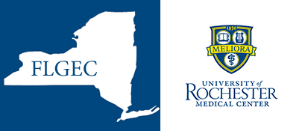 FLGEC
MELIORA
UNIVERSITY of
ROCHESTER
MEDICAL CENTER